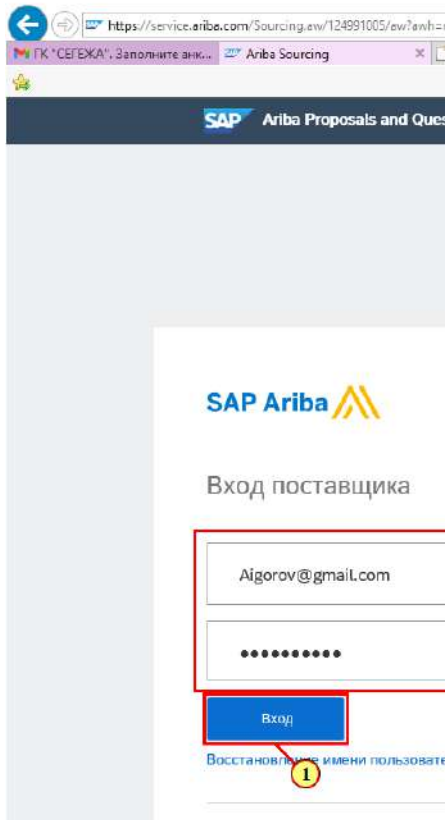 https://service.ariba.com/Sourcing.aw/124991005/aw?awh=
ГК "СЕГЕЖА". Заполните анк... Ariba Sourcing
SAP Ariba Proposals and Ques
SAP Ariba
Вход поставщика
Aigorov@gmail.com
Вход
Восстановление имени пользовате
1